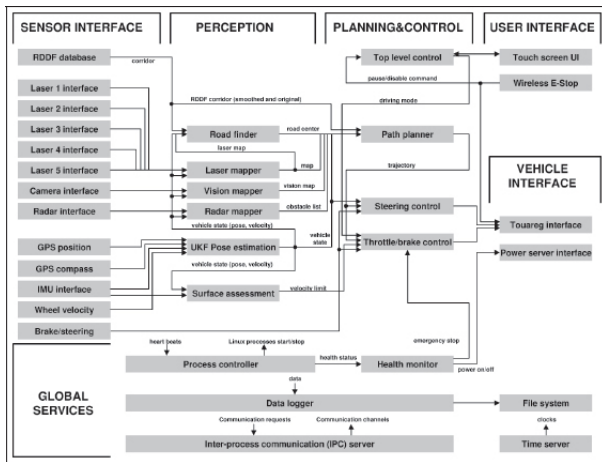 SENSOR INTERFACE
PERCEPTION
PLANNING&CONTROL
USER INTERFACE
RDDF database
Top level control
Touch screen UI
corridor
pause/disable command
Wireless E-Stop
Laser 1 interface
RDDF corridor (smoothed and original)
driving mode
Laser 2 interface
Laser 3 interface
Road finder
road center
Path planner
Laser 4 interface
laser map
Laser 5 interface
Laser mapper
map
trajectory
VEHICLE
INTERFACE
Camera interface
Vision mapper
vision map
Radar interface
Radar mapper
obstacle list
Steering control
vehicle state (pose, velocity)
vehicle
state
Touareg interface
GPS position
UKF Pose estimation
Throttle/brake control
Power server interface
GPS compass
vehicle state (pose, velocity)
IMU interface
Surface assessment
velocity limit
Wheel velocity
Brake/steering
emergency stop
heart beats
Linux processes start/stop
health status
power on/off
Process controller
Health monitor
GLOBAL
SERVICES
data
Data logger
File system
Communication requests
Communication channels
clocks
Inter-process communication (IPC) server
Time server